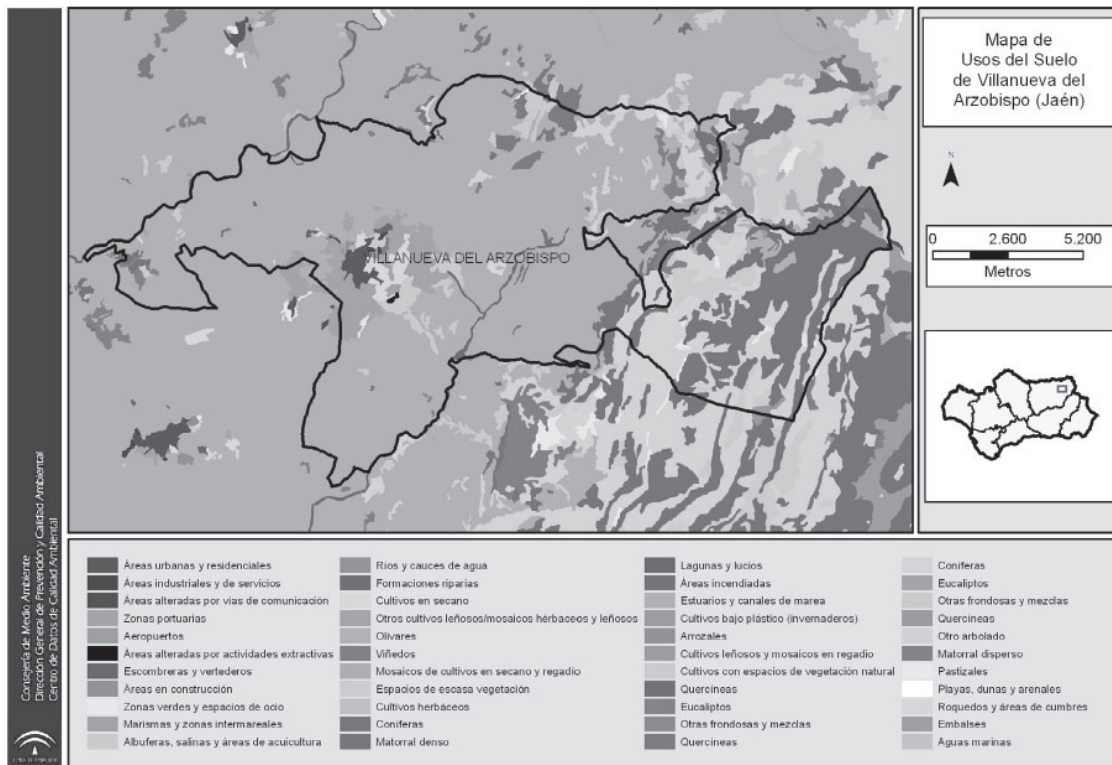 Mapa de
Usos del Suelo
de Villanueva del
Arzobispo (Jaén)
N
0 2.600 5.200
Metros
VILLANUEVA DEL ARZOBISPO
Consejería de Medio Ambiente
Dirección General de Prevención y Calidad Ambiental
Centro de Datos de Calidad Ambiental
Áreas urbanas y residenciales
Áreas industriales y de servicios
Áreas alteradas por vías de comunicación
Zonas portuarias
Aeropuertos
Áreas alteradas por actividades extractivas
Escombreras y vertederos
Áreas en construcción
Zonas verdes y espacios de ocio
Marismas y zonas intermareales
Albuferas, salinas y áreas de acuicultura
Ríos y cauces de agua
Formaciones riparias
Cultivos en secano
Otros cultivos leñosos/mosaicos hérbaceos y leñosos
Olivares
Viñedos
Mosaicos de cultivos en secano y regadío
Espacios de escasa vegetación
Cultivos herbáceos
Coníferas
Matorral denso
Lagunas y lucios
Áreas incendiadas
Estuarios y canales de marea
Cultivos bajo plástico (invernaderos)
Arrozales
Cultivos leñosos y mosaicos en regadío
Cultivos con espacios de vegetación natural
Quercíneas
Eucaliptos
Otras frondosas y mezclas
Quercíneas
Coníferas
Eucaliptos
Otras frondosas y mezclas
Quercíneas
Otro arbolado
Matorral disperso
Pastizales
Playas, dunas y arenales
Roquedos y áreas de cumbres
Embalses
Aguas marinas